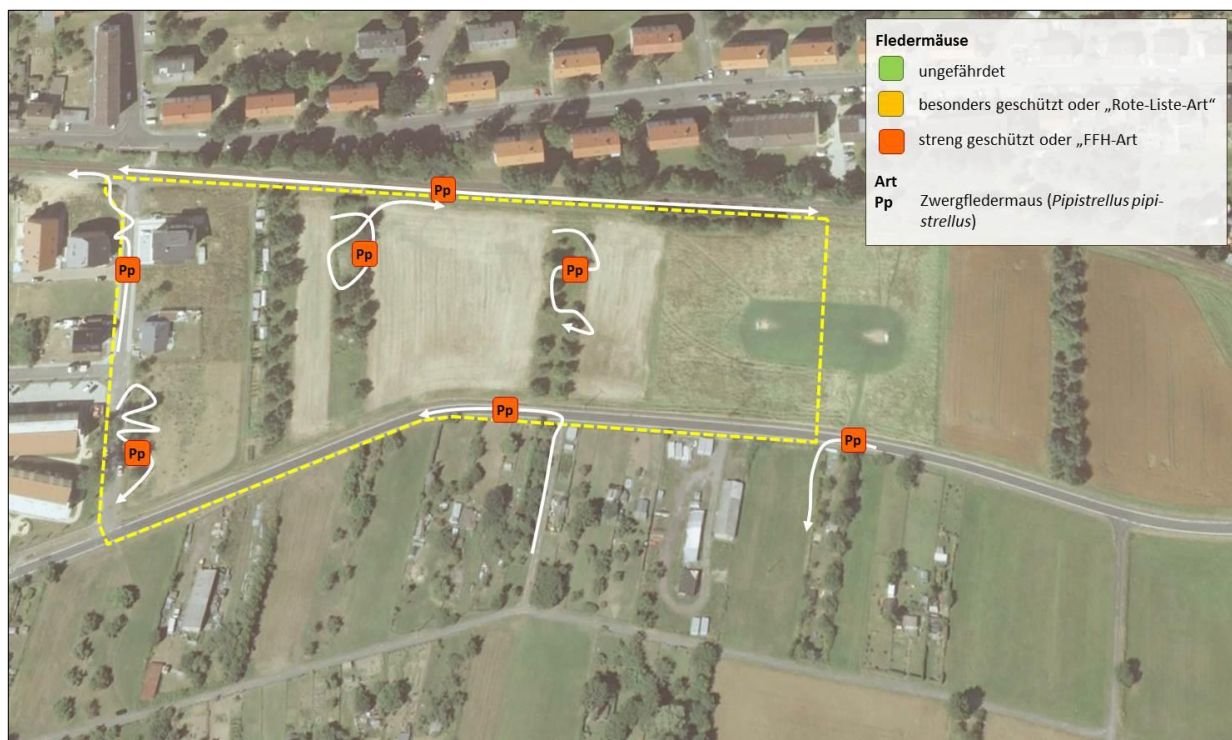 Fledermäuse
ungefährdet
besonders geschützt oder „Rote-Liste-Art“
streng geschützt oder „FFH-Art
Art
Pp Zwergfledermaus (Pipistrellus pipi-
strellus)
Pp
Pp
Pp
Pp
Pp
Pp
Pp